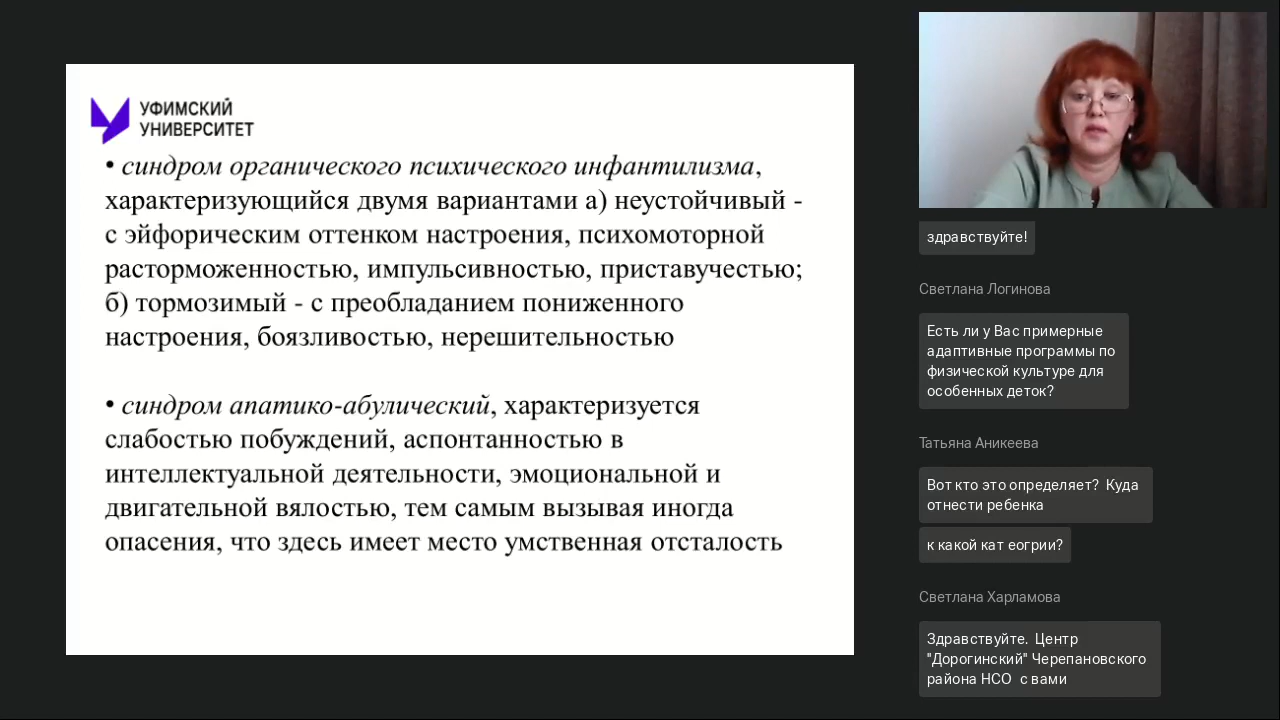 УФИМСКИЙ
УНИВЕРСИТЕТ
• синдром органического психического инфантилизма,
характеризующийся двумя вариантами а) неустойчивый -
с эйфорическим оттенком настроения, психомоторной
расторможенностью, импульсивностью, приставучестью;
б) тормозимый - с преобладанием пониженного
настроения, боязливостью, нерешительностью
• синдром апатико-абулический, характеризуется
слабостью побуждений, аспонтанностью в
интеллектуальной деятельности, эмоциональной и
двигательной вялостью, тем самым вызывая иногда
опасения, что здесь имеет место умственная отсталость
здравствуйте!
Светлана Логинова
Есть ли у Вас примерные
адаптивные программы по
физической культуре для
особенных деток?
Татьяна Аникеева
Вот кто это определяет? Куда
отнести ребенка
к какой кат еогрии?
Светлана Харламова
Здравствуйте. Центр
"Дорогинский" Черепановского
района НСО с вами